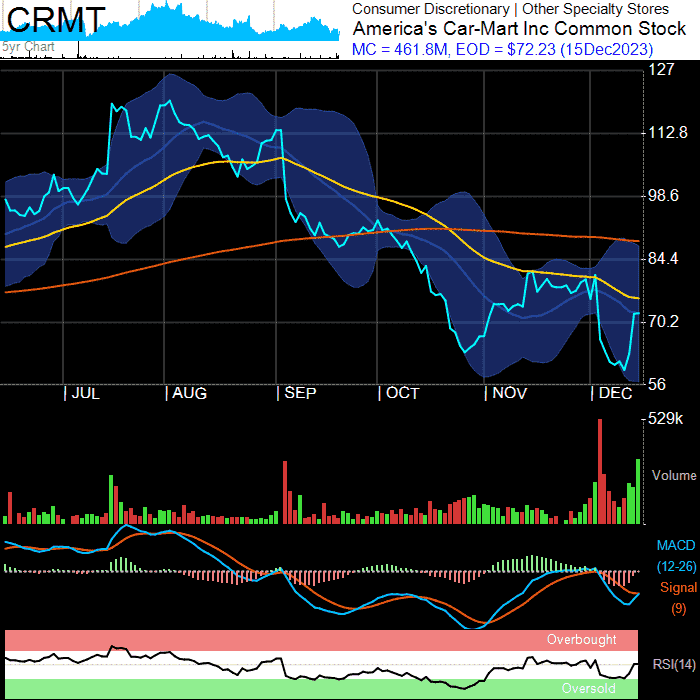 CRMT
5yr Chart
Consumer Discretionary | Other Specialty Stores
America's Car-Mart Inc Common Stock
MC = 461.8M, EOD = $72.23 (15Dec2023)
127
112.8
98.6
84.4
70.2
56
| JUL | AUG | SEP | OCT | NOV | DEC
529k
Volume
MACD
(12-26)
Signal
(9)
Overbought
RSI(14)
Oversold